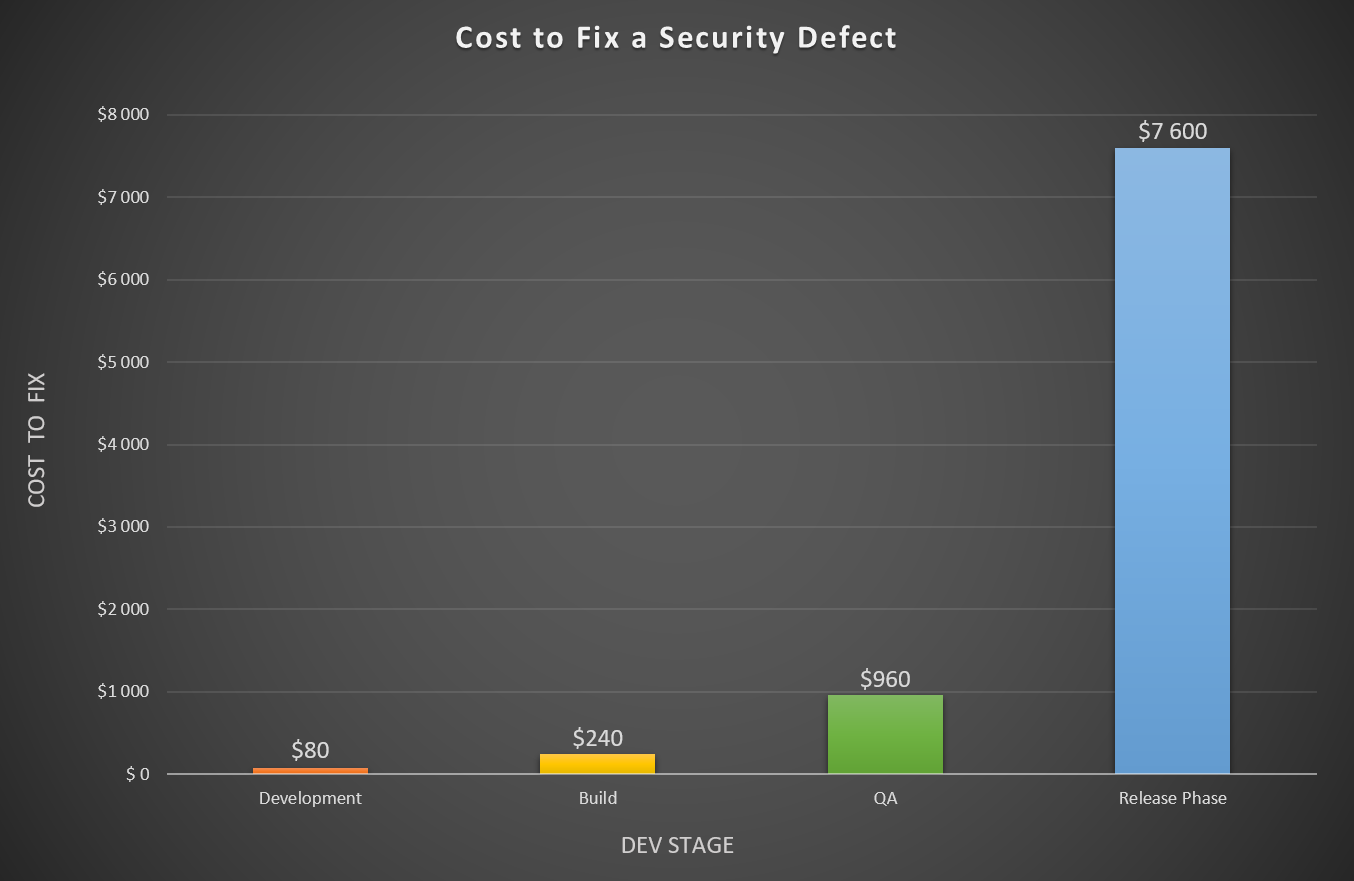 Cost to Fix a Security Defect
$8 000
$7 000
$6 000
$5 000
$4 000
$3 000
$2 000
$1 000
$ 0
COST TO FIX
$80
$240
$960
$7 600
Development
Build
QA
Release Phase
DEV STAGE